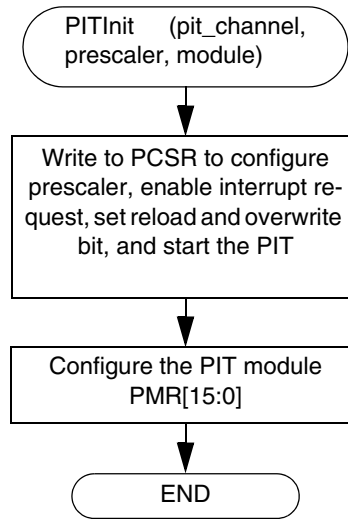 PITInit (pit_channel,
prescaler, module)
Write to PCSR to configure
prescaler, enable interrupt re-
quest, set reload and overwrite
bit, and start the PIT
Configure the PIT module
PMR[15:0]
END